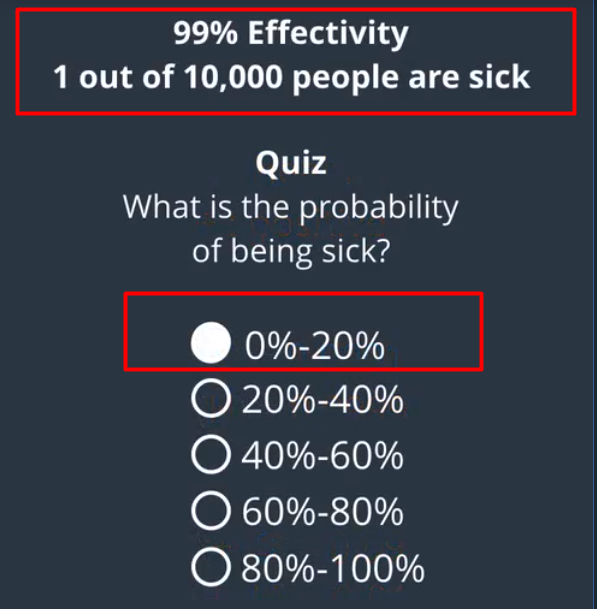 99% Effectivity
1 out of 10,000 people are sick
Quiz
What is the probability
of being sick?
0%-20%
20%-40%
40%-60%
60%-80%
80%-100%